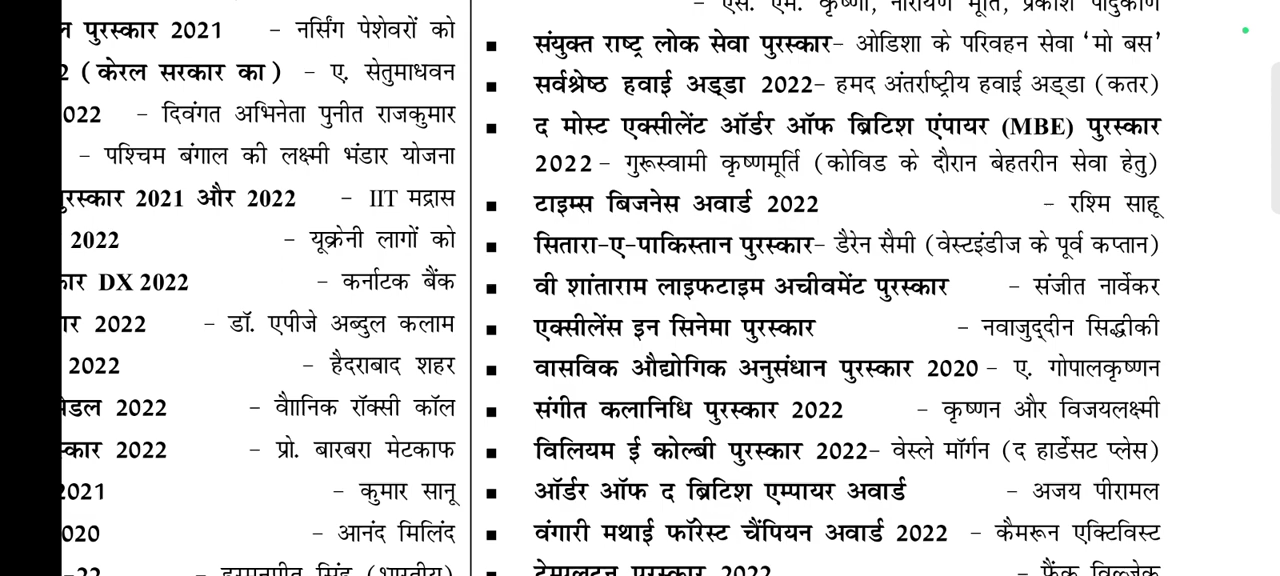 पुरस्कार 2021 – नर्सिंग पेशेवरों को
2 (केरल सरकार का) – ए. सेतुमाधवन
022 – दिवंगत अभिनेता पुनीत राजकुमार
– पश्चिम बंगाल की लक्ष्मी भंडार योजना
पुरस्कार 2021 और 2022 – IIT मद्रास
2022 – यूक्रेनी लागों को
DX 2022 – कर्नाटक बैंक
2022 – डॉ. एपीजे अब्दुल कलाम
2022 – हैदराबाद शहर
2022 – वैाानिक रॉक्सी कॉल
2022 – प्रो. बारबरा मेटकाफ
2021 – कुमार सानू
020 – आनंद मिलिंद
– एस. एम. कृष्णा, नारायण मूर्ति, प्रकाश पादुकोण
▪ संयुक्त राष्ट्र लोक सेवा पुरस्कार– ओडिशा के परिवहन सेवा ‘मो बस’
▪ सर्वश्रेष्ठ हवाई अड्डा 2022– हमद अंतर्राष्ट्रीय हवाई अड्डा (कतर)
▪ द मोस्ट एक्सीलेंट ऑर्डर ऑफ ब्रिटिश एंपायर (MBE) पुरस्कार
2022– गुरूस्वामी कृष्णमूर्ति (कोविड के दौरान बेहतरीन सेवा हेतु)
▪ टाइम्स बिजनेस अवार्ड 2022 – रश्मि साहू
▪ सितारा-ए-पाकिस्तान पुरस्कार– डैरेन सैमी (वेस्टइंडीज के पूर्व कप्तान)
▪ वी शांताराम लाइफटाइम अचीवमेंट पुरस्कार – संजीत नार्वेकर
▪ एक्सीलेंस इन सिनेमा पुरस्कार – नवाजुद्दीन सिद्धीकी
▪ वासविक औद्योगिक अनुसंधान पुरस्कार 2020– ए. गोपालकृष्णन
▪ संगीत कलानिधि पुरस्कार 2022 – कृष्णन और विजयलक्ष्मी
▪ विलियम ई कोल्बी पुरस्कार 2022– वेस्ले मॉर्गन (द हार्डेसट प्लेस)
▪ ऑर्डर ऑफ द ब्रिटिश एम्पायर अवार्ड – अजय पीरामल
▪ वंगारी मथाई फॉरेस्ट चैंपियन अवार्ड 2022 – कैमरून एक्टिविस्ट